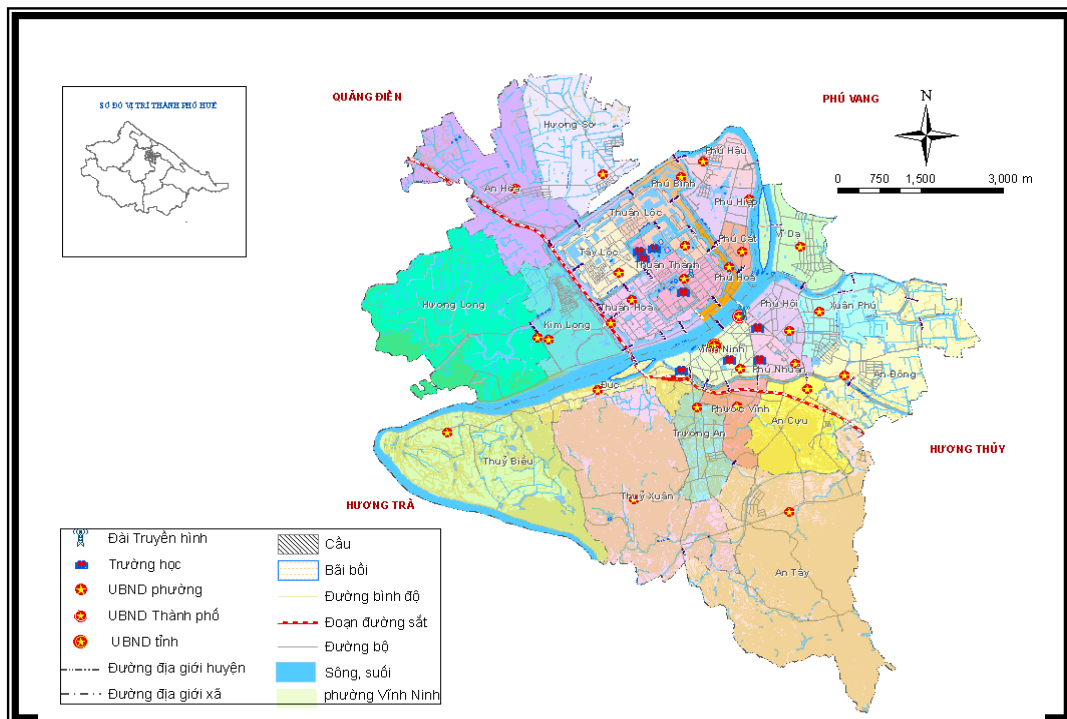 QUẢNG ĐIỀN
PHÚ VANG
SƠ ĐỒ VỊ TRÍ THÀNH PHỐ HUẾ
N
0 750 1,500 3,000 m
Hương Sơ
Phú Hậu
An Hoà
Phú Bình
Phú Hiệp
Thuận Lộc
Vĩ Dạ
Phú Cát
Tây Lộc
Thuận Thành
Phú Hoà
Hương Long
Thuận Hoà
Phú Hội
Xuân Phú
Kim Long
Vĩnh Ninh
Phú Nhuận
An Đông
Đúc
Phước Vĩnh
An Cựu
Trường An
HƯƠNG THỦY
Thuỷ Biều
Thuỷ Xuân
HƯƠNG TRÀ
An Tây
Đài Truyền hình
Trường học
UBND phường
UBND Thành phố
UBND tỉnh
Đường địa giới huyện
Đường địa giới xã
Cầu
Bãi bồi
Đường bình độ
Đoạn đường sắt
Đường bộ
Sông, suối
phường Vĩnh Ninh